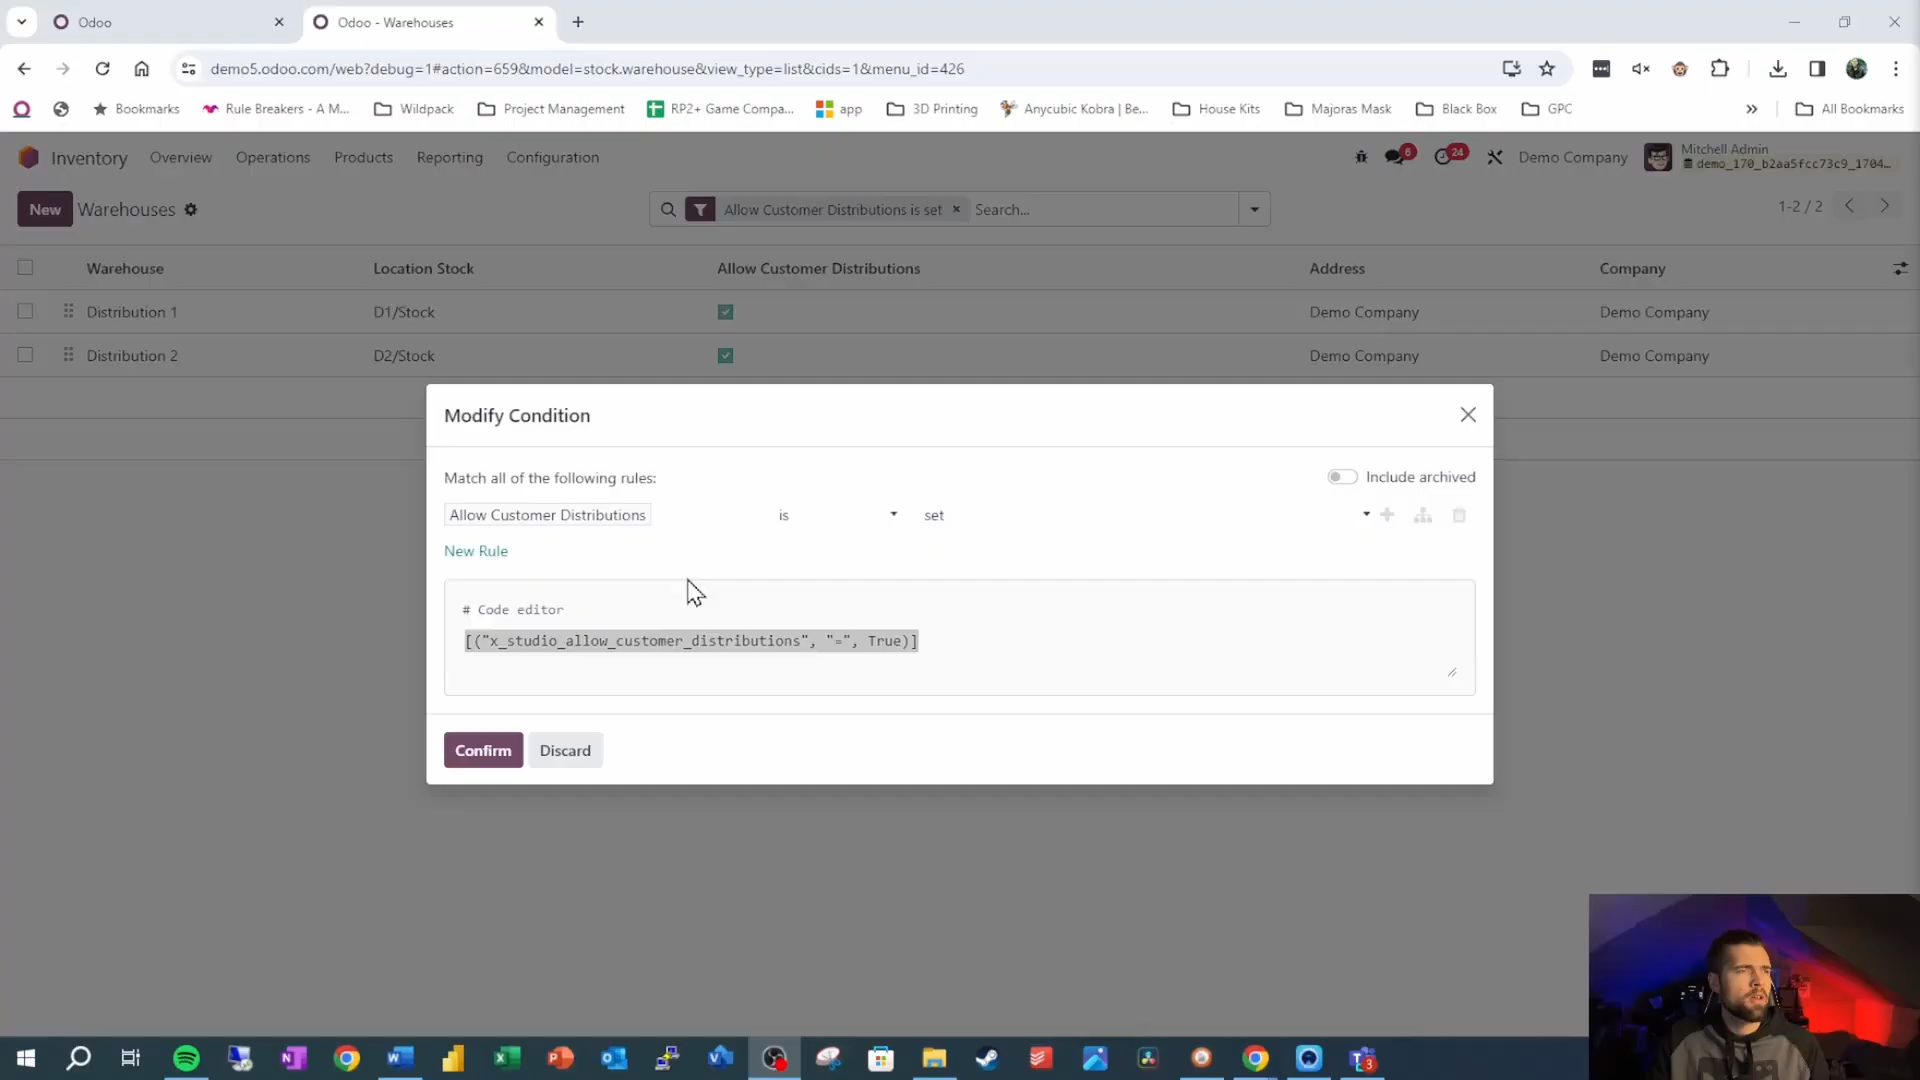 Odoo
Odoo - Warehouses
demo5.odoo.com/web?debug=1#action=659&model=stock.warehouse&view_type=list&cids=1&menu_id=426
Bookmarks
Rule Breakers - A M...
Wildpack
Project Management
RP2+ Game Compa...
app
3D Printing
Anycubic Kobra | Be...
House Kits
Majoras Mask
Black Box
GPC
All Bookmarks
Inventory Overview Operations Products Reporting Configuration
6
24
Demo Company
Mitchell Admin
demo_170_b2aa5fcc73c9_1704...
New Warehouses
Allow Customer Distributions is set × Search...
1-2 / 2
Warehouse Location Stock Allow Customer Distributions Address Company
Distribution 1 D1/Stock Demo Company Demo Company
Distribution 2 D2/Stock Demo Company Demo Company
Modify Condition
Match all of the following rules:
Include archived
Allow Customer Distributions is set
New Rule
# Code editor
[("x_studio_allow_customer_distributions", "=", True)]
Confirm Discard
3